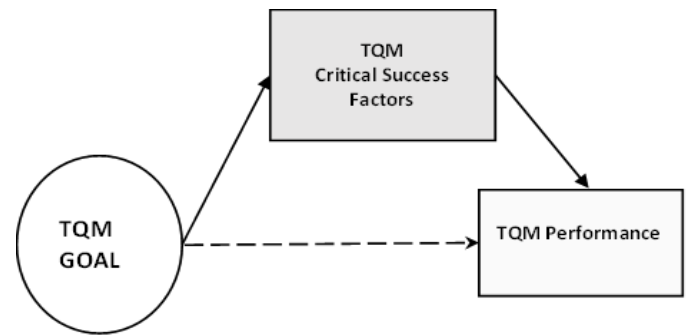 TQM
Critical Success
Factors
TQM
GOAL
TQM Performance